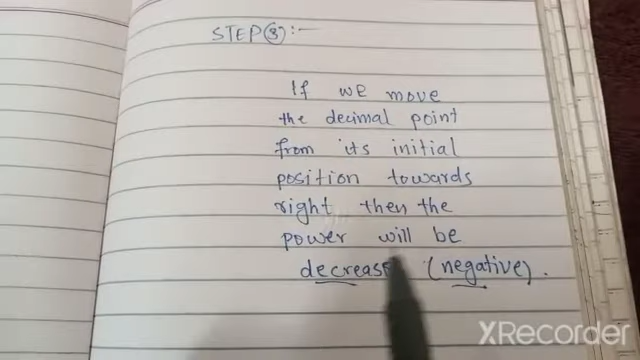 STEP(3):-
If we move
the decimal point
from its initial
position towards
right then the
power will be
decrease (negative).
XRecorder